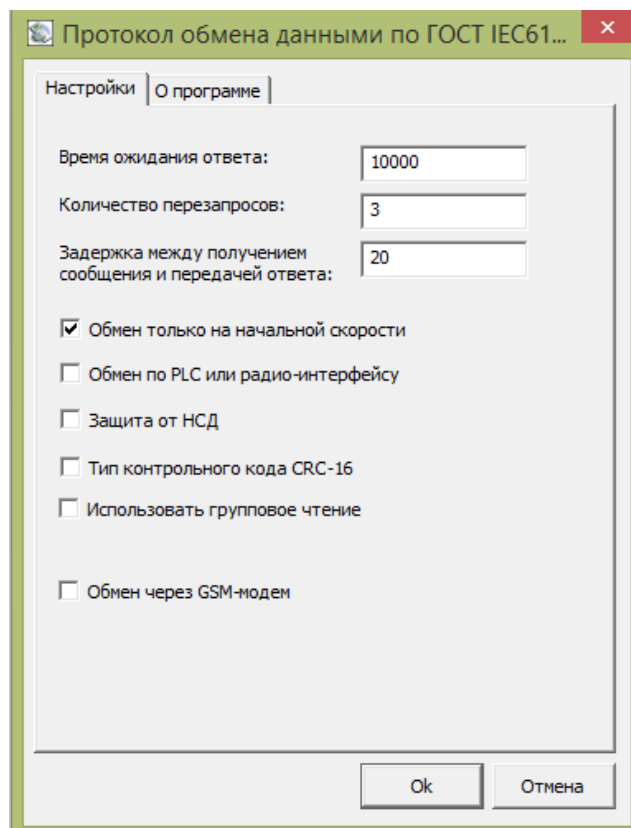 Протокол обмена данными по ГОСТ IEC61...
Настройки
О программе
Время ожидания ответа:
10000
Количество перезапросов:
3
Задержка между получением
сообщения и передачей ответа:
20
Обмен только на начальной скорости
Обмен по PLC или радио-интерфейсу
Защита от НСД
Тип контрольного кода CRC-16
Использовать групповое чтение
Обмен через GSM-модем
Ok
Отмена